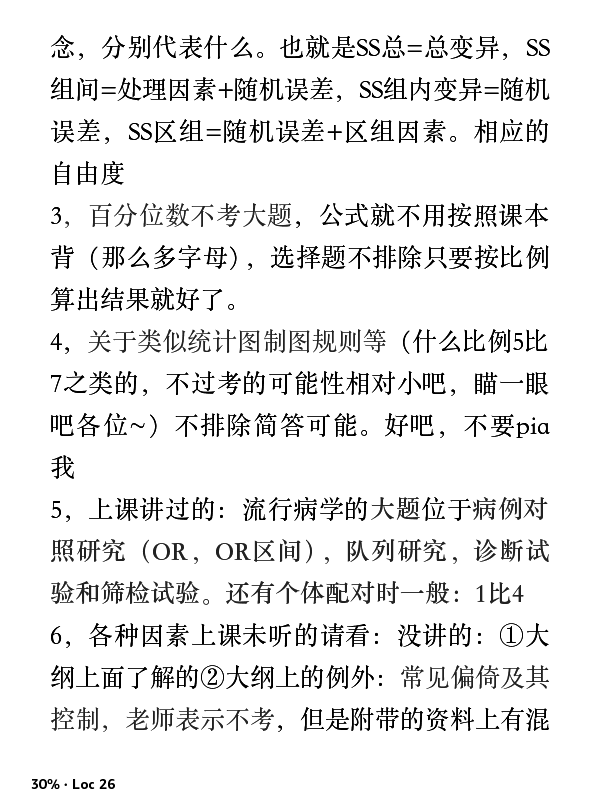 念，分别代表什么。也就是SS总=总变异，SS
组间=处理因素+随机误差，SS组内变异=随机
误差，SS区组=随机误差+区组因素。相应的
自由度
3，百分位数不考大题，公式就不用按照课本
背（那么多字母），选择题不排除只要按比例
算出结果就好了。
4，关于类似统计图制图规则等（什么比例5比
7之类的，不过考的可能性相对小吧，瞄一眼
吧各位~）不排除简答可能。好吧，不要pia
我
5，上课讲过的：流行病学的大题位于病例对
照研究（OR，OR区间），队列研究，诊断试
验和筛检试验。还有个体配对时一般：1比4
6，各种因素上课未听的请看：没讲的：①大
纲上面了解的②大纲上的例外：常见偏倚及其
控制，老师表示不考，但是附带的资料上有混
30% · Loc 26